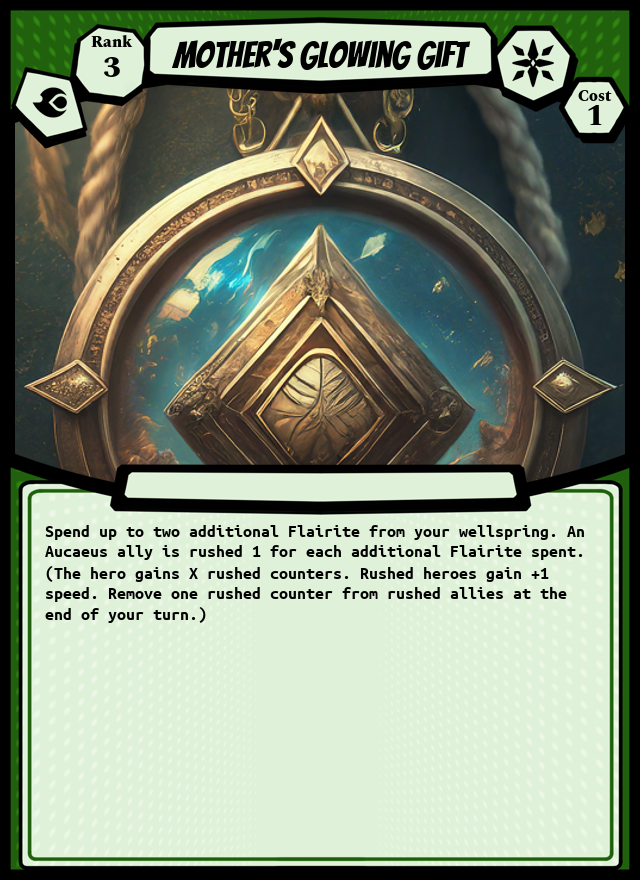 Rank
3
MOTHER'S GLOWING GIFT
Cost
1
Spend up to two additional Flairite from your wellspring. An
Aucaeus ally is rushed 1 for each additional Flairite spent.
(The hero gains X rushed counters. Rushed heroes gain +1
speed. Remove one rushed counter from rushed allies at the
end of your turn.)